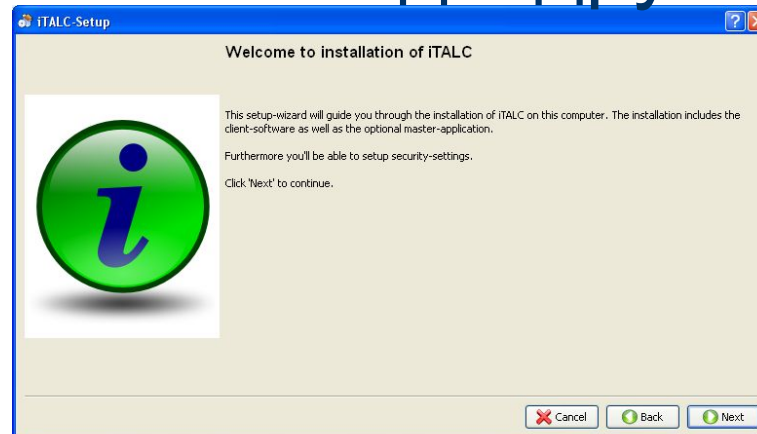 iTALC-Setup
Welcome to installation of iTALC
This setup-wizard will guide you through the installation of iTALC on this computer. The installation includes the
client-software as well as the optional master-application.
Furthermore you'll be able to setup security-settings.
Click 'Next' to continue.
Cancel
Back
Next